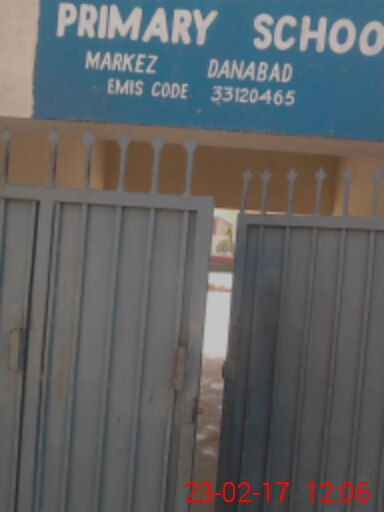 PRIMARY SCHOO
MARKEZ DANABAD
EMIS CODE 33120465
23-02-17 12:06